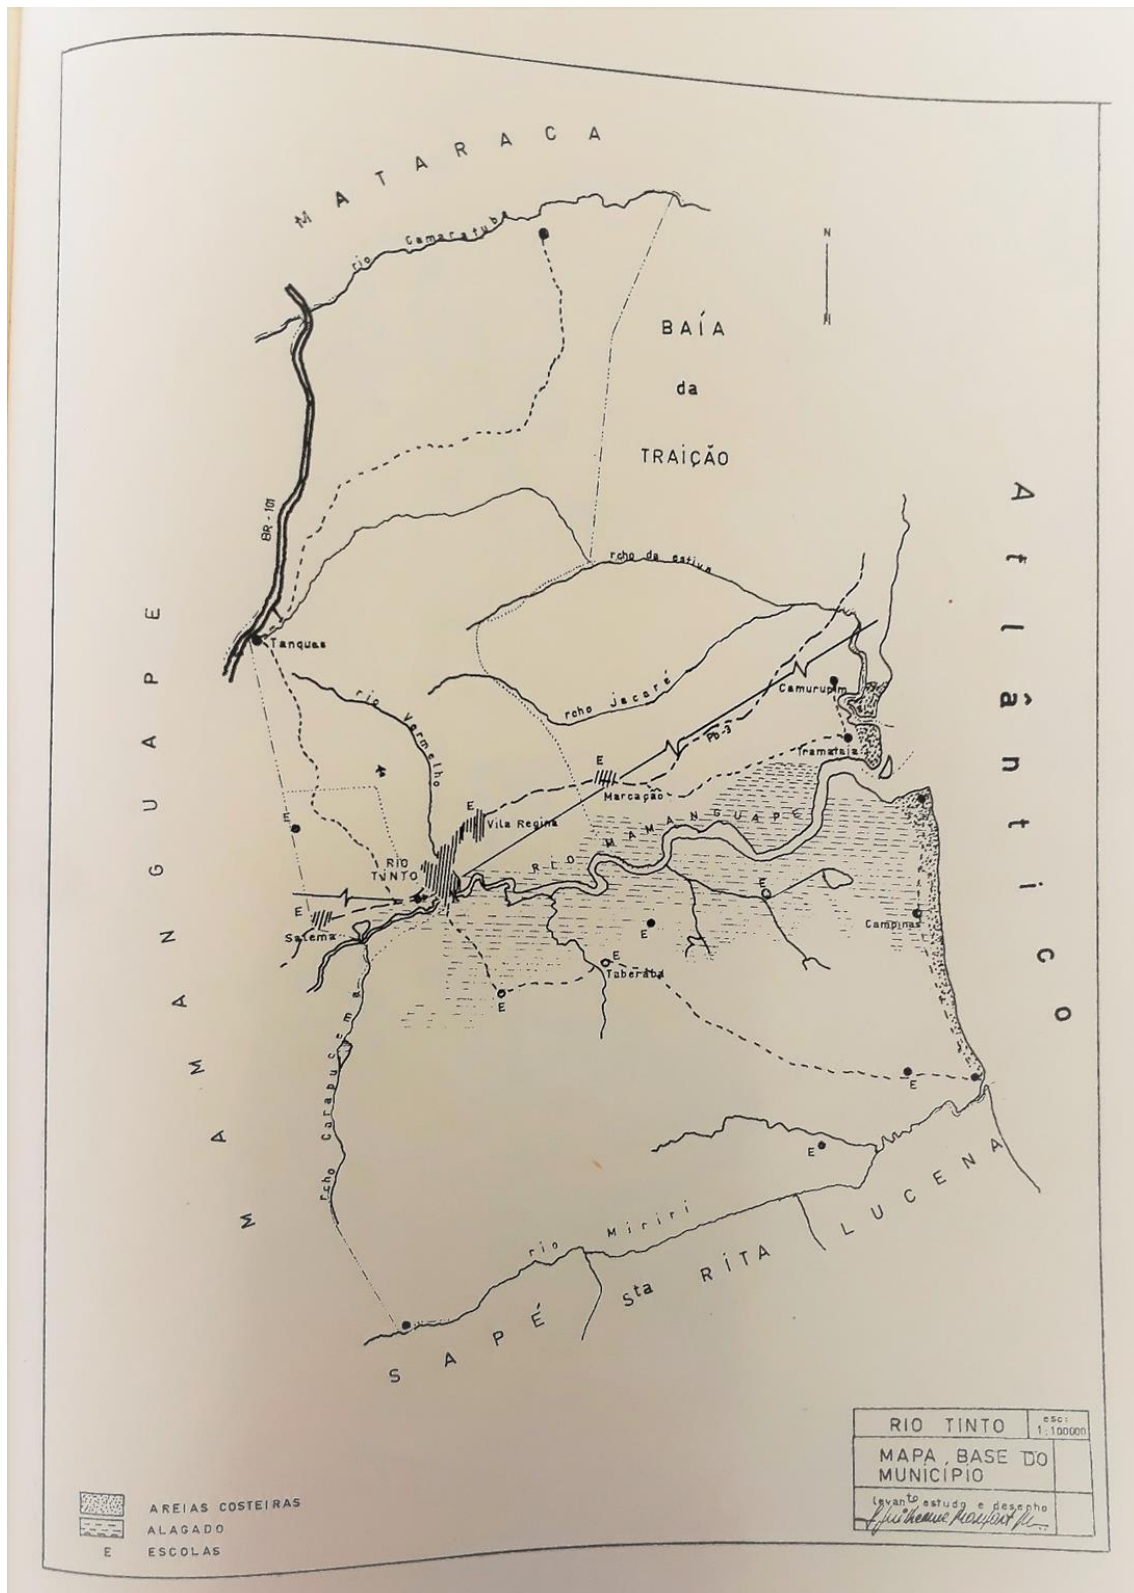 MATARACA
rio Camaratuba
N
M
BAÍA
da
TRAIÇÃO
BR-101
Atlântico
rcho da estiva
MAMANGUAPE
Tanques
rio Vermelho
rcho jacaré
Camurupim
Pb-3
Tramataia
E
Marcação
E
Vila Regina
RIO MAMANGUAPE
E
RIO
TINTO
E
E
Salema
Campinas
E
E
Taberaba
E
rcho Carapucema
E
E
rio Miriri
LUCENA
Sta RÍTA
SAPÉ
RIO TINTO
esc:
1:100000
MAPA BASE DO
MUNICÍPIO
levanto estudo e desenho
AREIAS COSTEIRAS
ALAGADO
E ESCOLAS